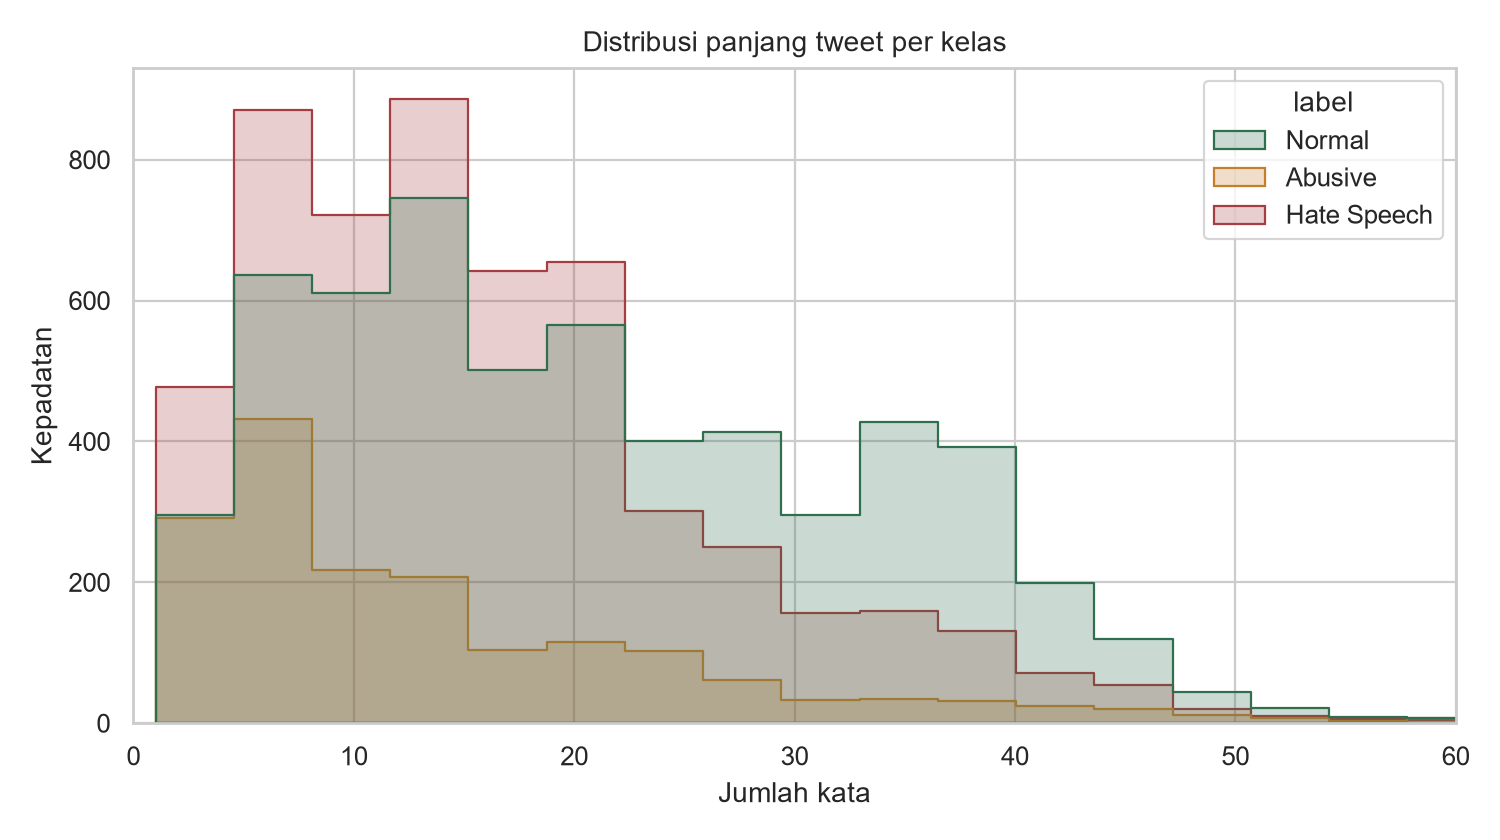 Distribusi panjang tweet per kelas
label
Normal
Abusive
Hate Speech
Kepadatan
800
600
400
200
0
0 10 20 30 40 50 60
Jumlah kata